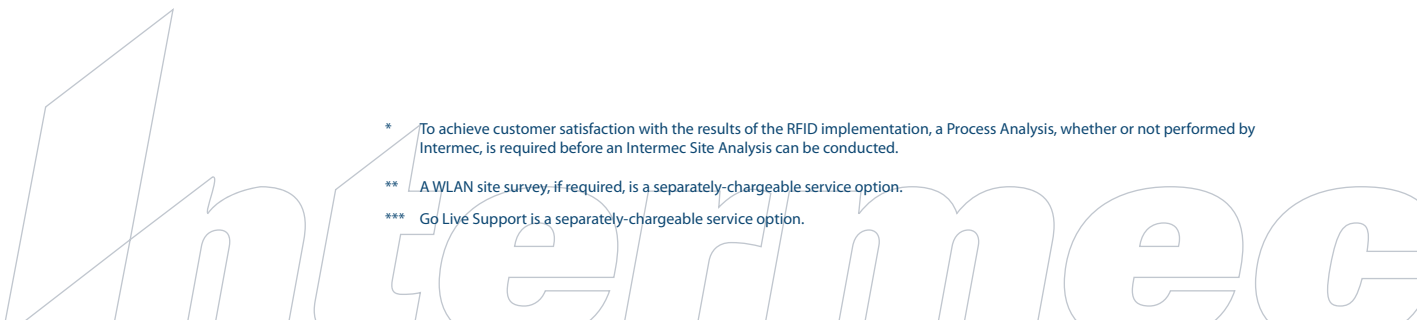 * To achieve customer satisfaction with the results of the RFID implementation, a Process Analysis, whether or not performed by
Intermec, is required before an Intermec Site Analysis can be conducted.
** A WLAN site survey, if required, is a separately-chargeable service option.
*** Go Live Support is a separately-chargeable service option.
Intermec